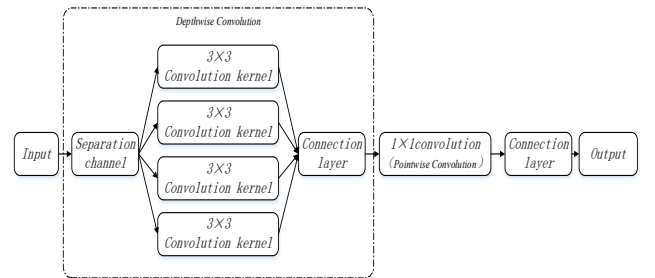 Depthwise Convolution
3×3
Convolution kernel
3×3
Convolution kernel
3×3
Convolution kernel
3×3
Convolution kernel
Input
Separation
channel
Connection
layer
1×1convolution
(Pointwise Convolution)
Connection
layer
Output